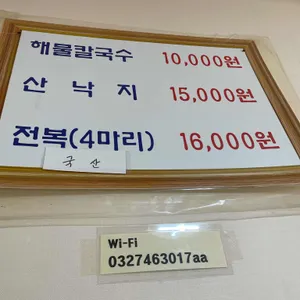 해물칼국수 10,000원
산 낙 지 15,000원
전복(4마리) 16,000원
국산
Wi-Fi
0327463017aa